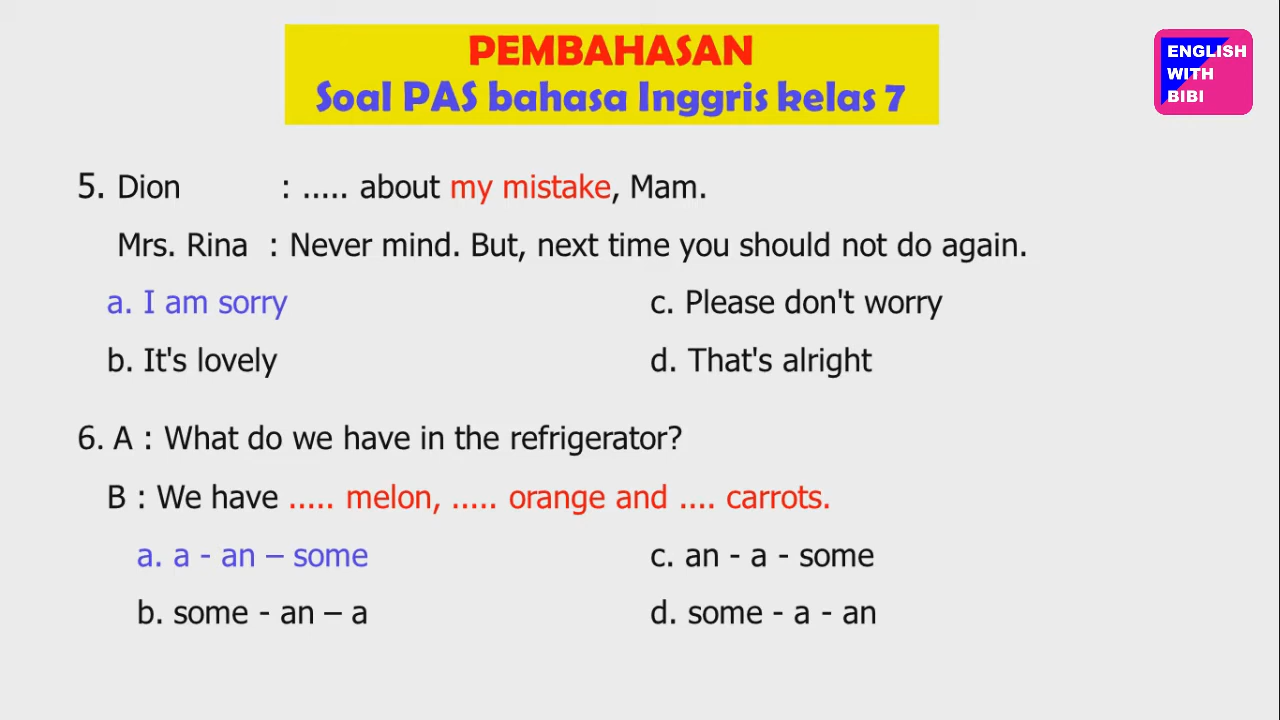 PEMBAHASAN
Soal PAS bahasa Inggris kelas 7
ENGLISH
WITH
BIBI
5. Dion : ..... about my mistake, Mam.
Mrs. Rina : Never mind. But, next time you should not do again.
a. I am sorry c. Please don't worry
b. It's lovely d. That's alright
6. A : What do we have in the refrigerator?
B : We have ..... melon, ..... orange and .... carrots.
a. a - an – some c. an - a - some
b. some - an – a d. some - a - an